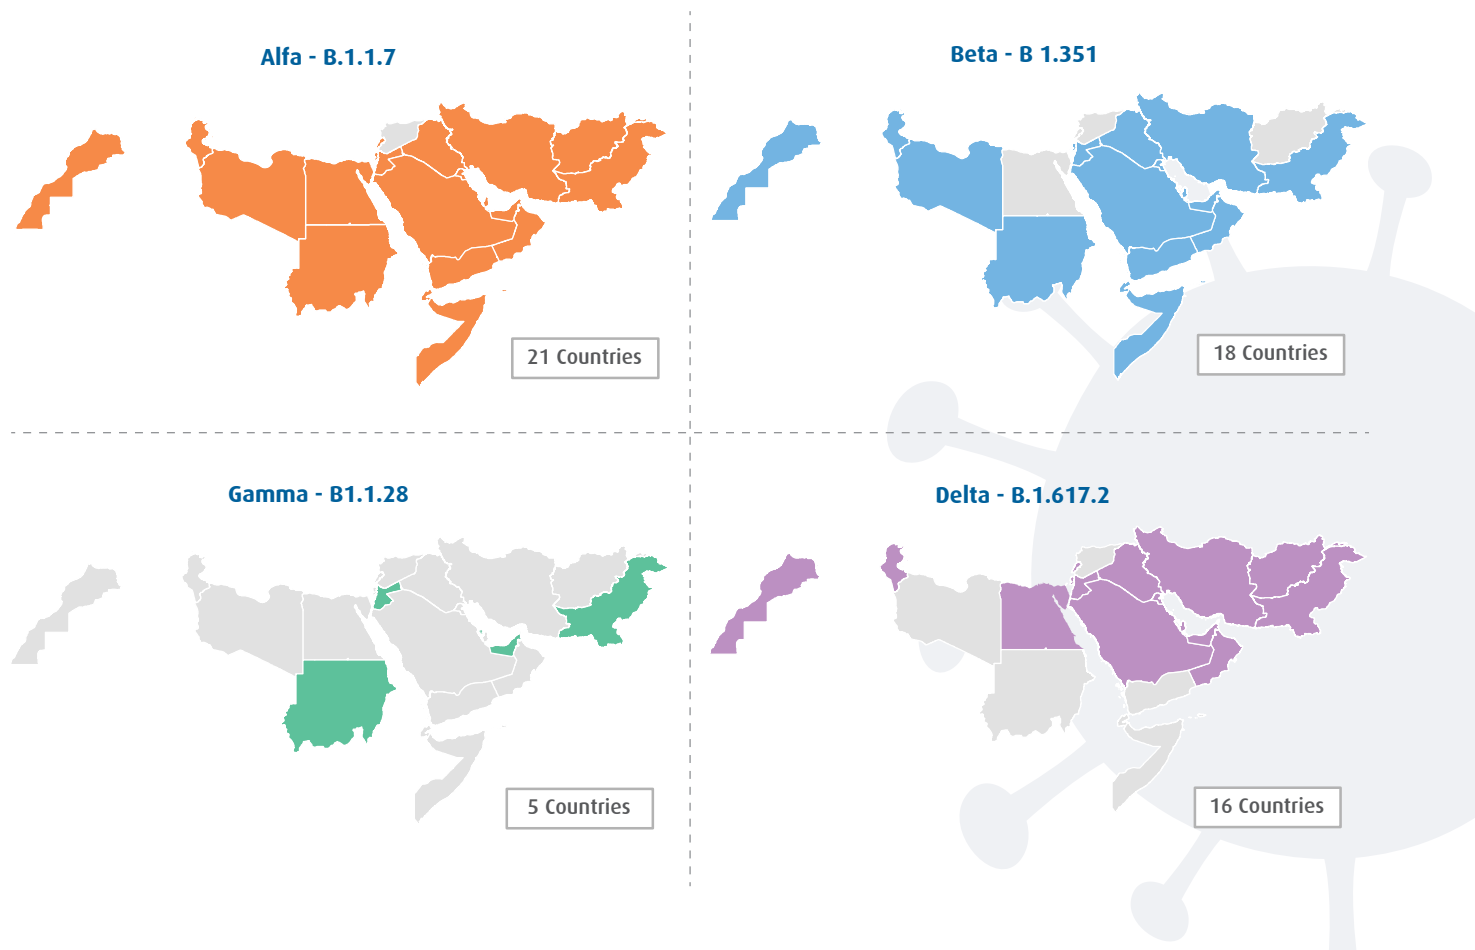 Alfa - B.1.1.7
21 Countries
Beta - B 1.351
18 Countries
Gamma - B1.1.28
5 Countries
Delta - B.1.617.2
16 Countries